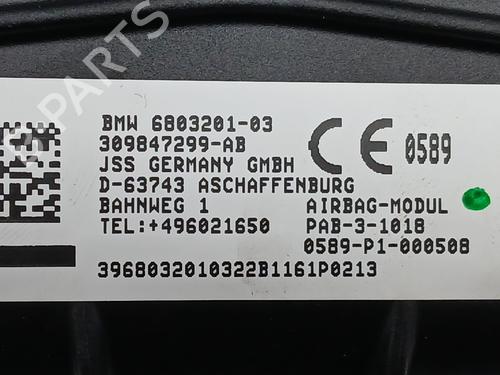 BMW 6803201-03
309847299-AB
JSS GERMANY GMBH
D-63743 ASCHAFFENBURG
BAHNWEG 1
TEL:+496021650
CE 0589
AIRBAG-MODUL
PAB-3-1018
0589-P1-000508
3968032010322B1161P0213
B-PARTS